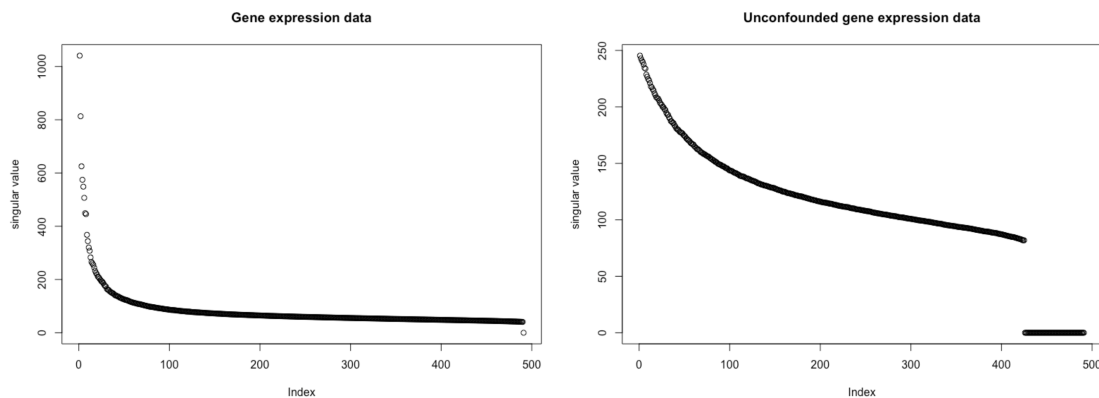 Gene expression data
singular value
1000
800
600
400
200
0
0 100 200 300 400 500
Index
Unconfounded gene expression data
singular value
250
200
150
100
50
0
0 100 200 300 400 500
Index